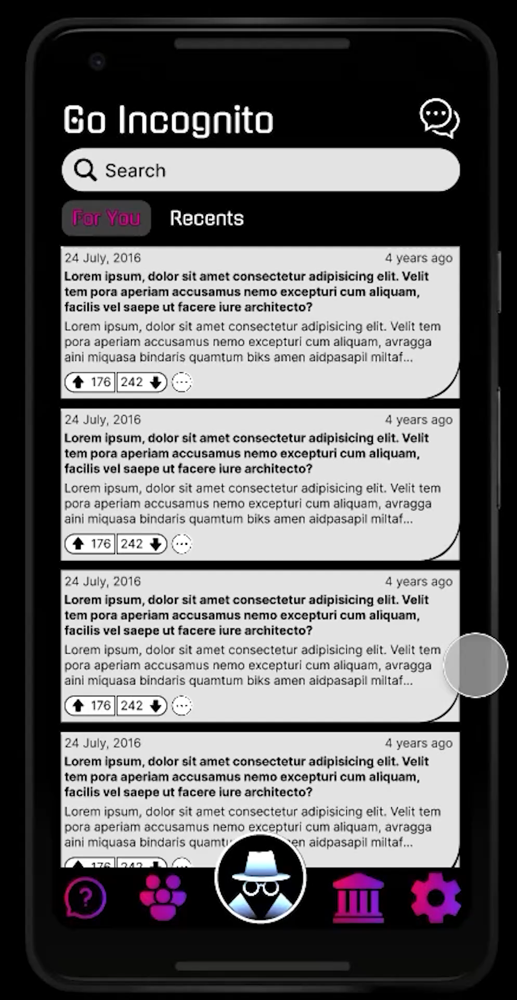 Go Incognito
Search
For You
Recents
24 July, 2016
4 years ago
Lorem ipsum, dolor sit amet consectetur adipisicing elit. Velit
tem pora aperiam accusamus nemo excepturi cum aliquam,
facilis vel saepe ut facere iure architecto?
Lorem ipsum, dolor sit amet consectetur adipisicing elit. Velit tem
pora aperiam accusamus nemo excepturi cum aliquam, avragga
aini miquasa bindaris quamtum biks amen aidpasapil miltaf...
176 242
24 July, 2016
4 years ago
Lorem ipsum, dolor sit amet consectetur adipisicing elit. Velit
tem pora aperiam accusamus nemo excepturi cum aliquam,
facilis vel saepe ut facere iure architecto?
Lorem ipsum, dolor sit amet consectetur adipisicing elit. Velit tem
pora aperiam accusamus nemo excepturi cum aliquam, avragga
aini miquasa bindaris quamtum biks amen aidpasapil miltaf...
176 242
24 July, 2016
4 years ago
Lorem ipsum, dolor sit amet consectetur adipisicing elit. Velit
tem pora aperiam accusamus nemo excepturi cum aliquam,
facilis vel saepe ut facere iure architecto?
Lorem ipsum, dolor sit amet consectetur adipisicing elit. Velit tem
pora aperiam accusamus nemo excepturi cum aliquam, avragga
aini miquasa bindaris quamtum biks amen aidpasapil miltaf...
176 242
24 July, 2016
4 years ago
Lorem ipsum, dolor sit amet consectetur adipisicing elit. Velit
tem pora aperiam accusamus nemo excepturi cum aliquam,
facilis vel saepe ut facere iure architecto?
Lorem ipsum, dolor sit amet consectetur adipisicing elit. Velit tem
pora aperiam accusamus nemo excepturi cum aliquam, avragga
aini miquasa bindaris aidpasapil miltaf...
176 242
?